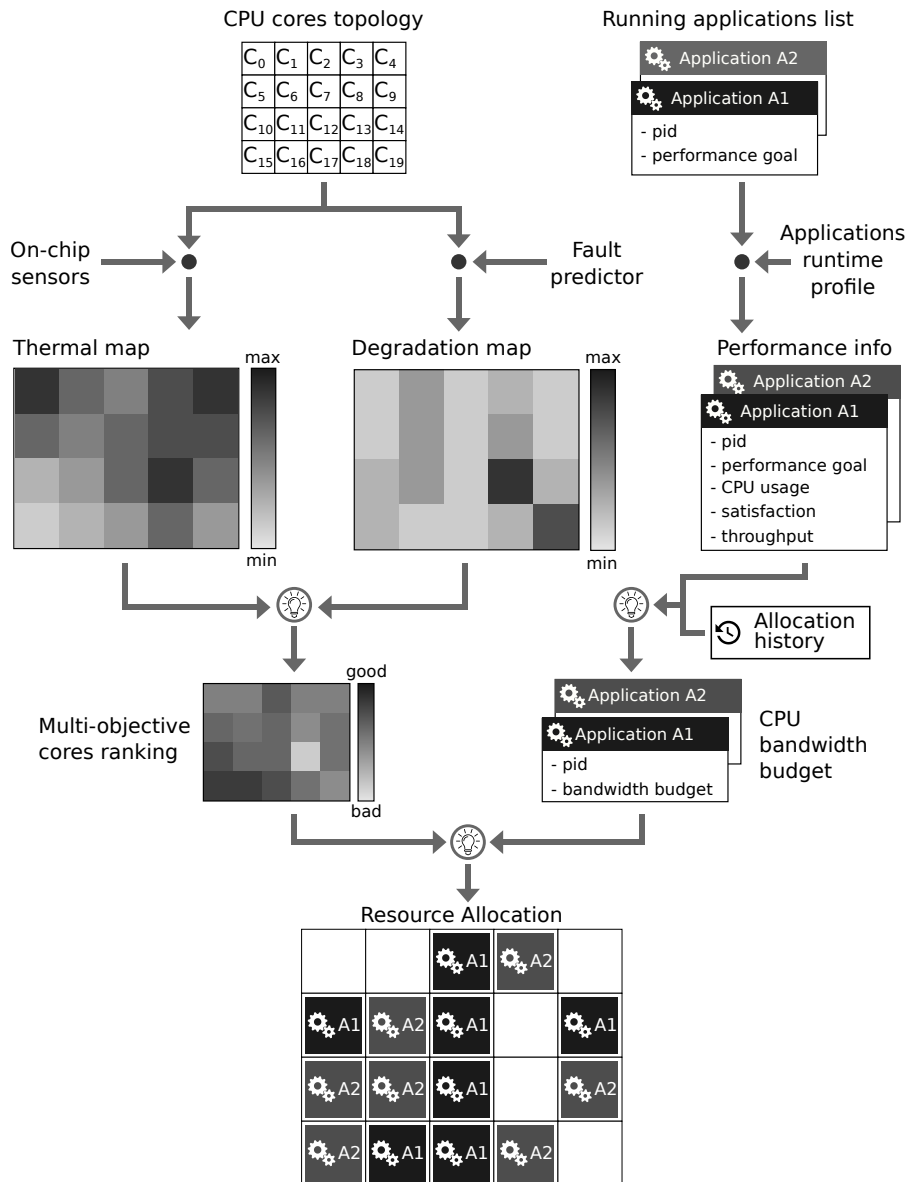 CPU cores topology
Running applications list
C0 C1 C2 C3 C4
C5 C6 C7 C8 C9
C10 C11 C12 C13 C14
C15 C16 C17 C18 C19
Application A2
Application A1
- pid
- performance goal
On-chip
sensors
Fault
predictor
Applications
runtime
profile
Thermal map
max
min
Degradation map
max
min
Performance info
Application A2
Application A1
- pid
- performance goal
- CPU usage
- satisfaction
- throughput
Allocation
history
Multi-objective
cores ranking
good
bad
Application A2
Application A1
- pid
- bandwidth budget
CPU
bandwidth
budget
Resource Allocation
A1 A2
A1 A2 A1 A1
A2 A2 A1 A2
A2 A1 A1 A2